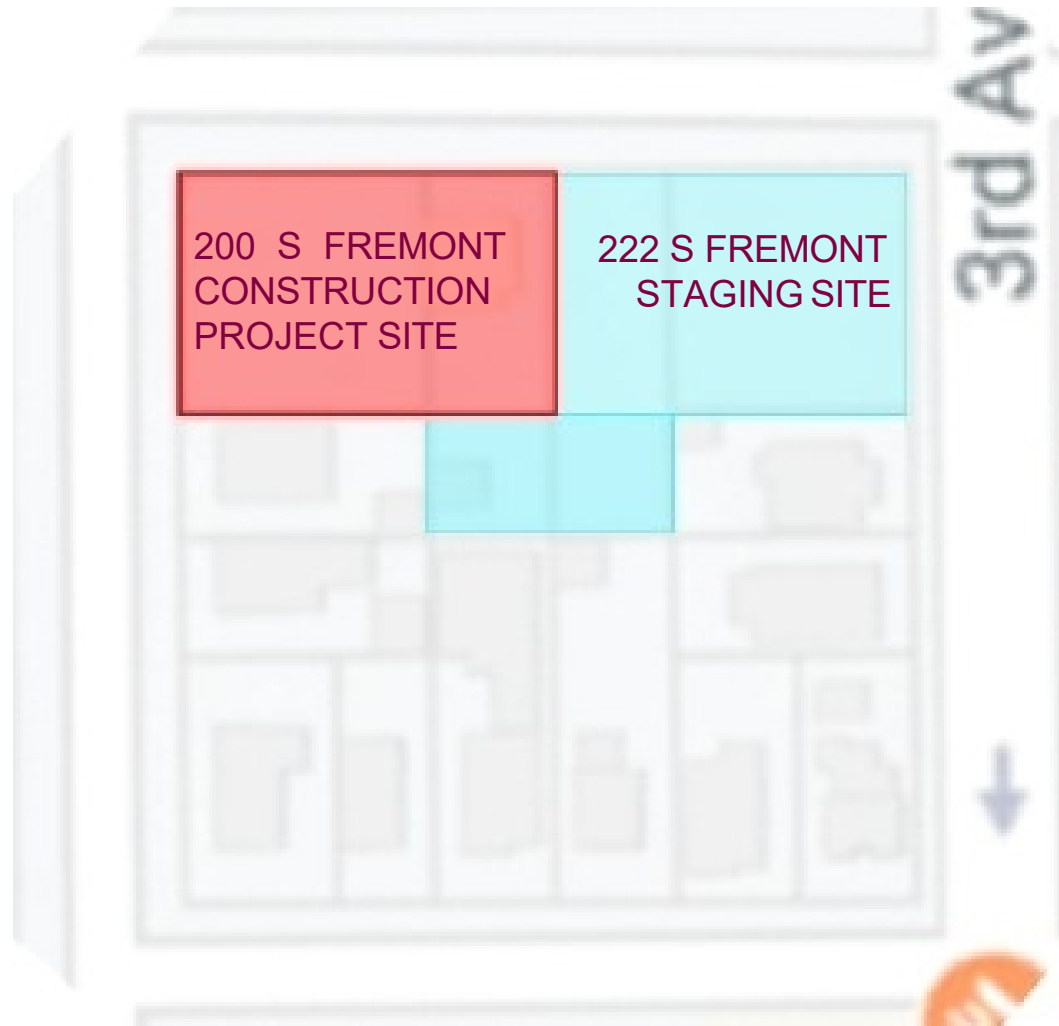 3rd Av
200 S FREMONT
CONSTRUCTION
PROJECT SITE
222 S FREMONT
STAGING SITE